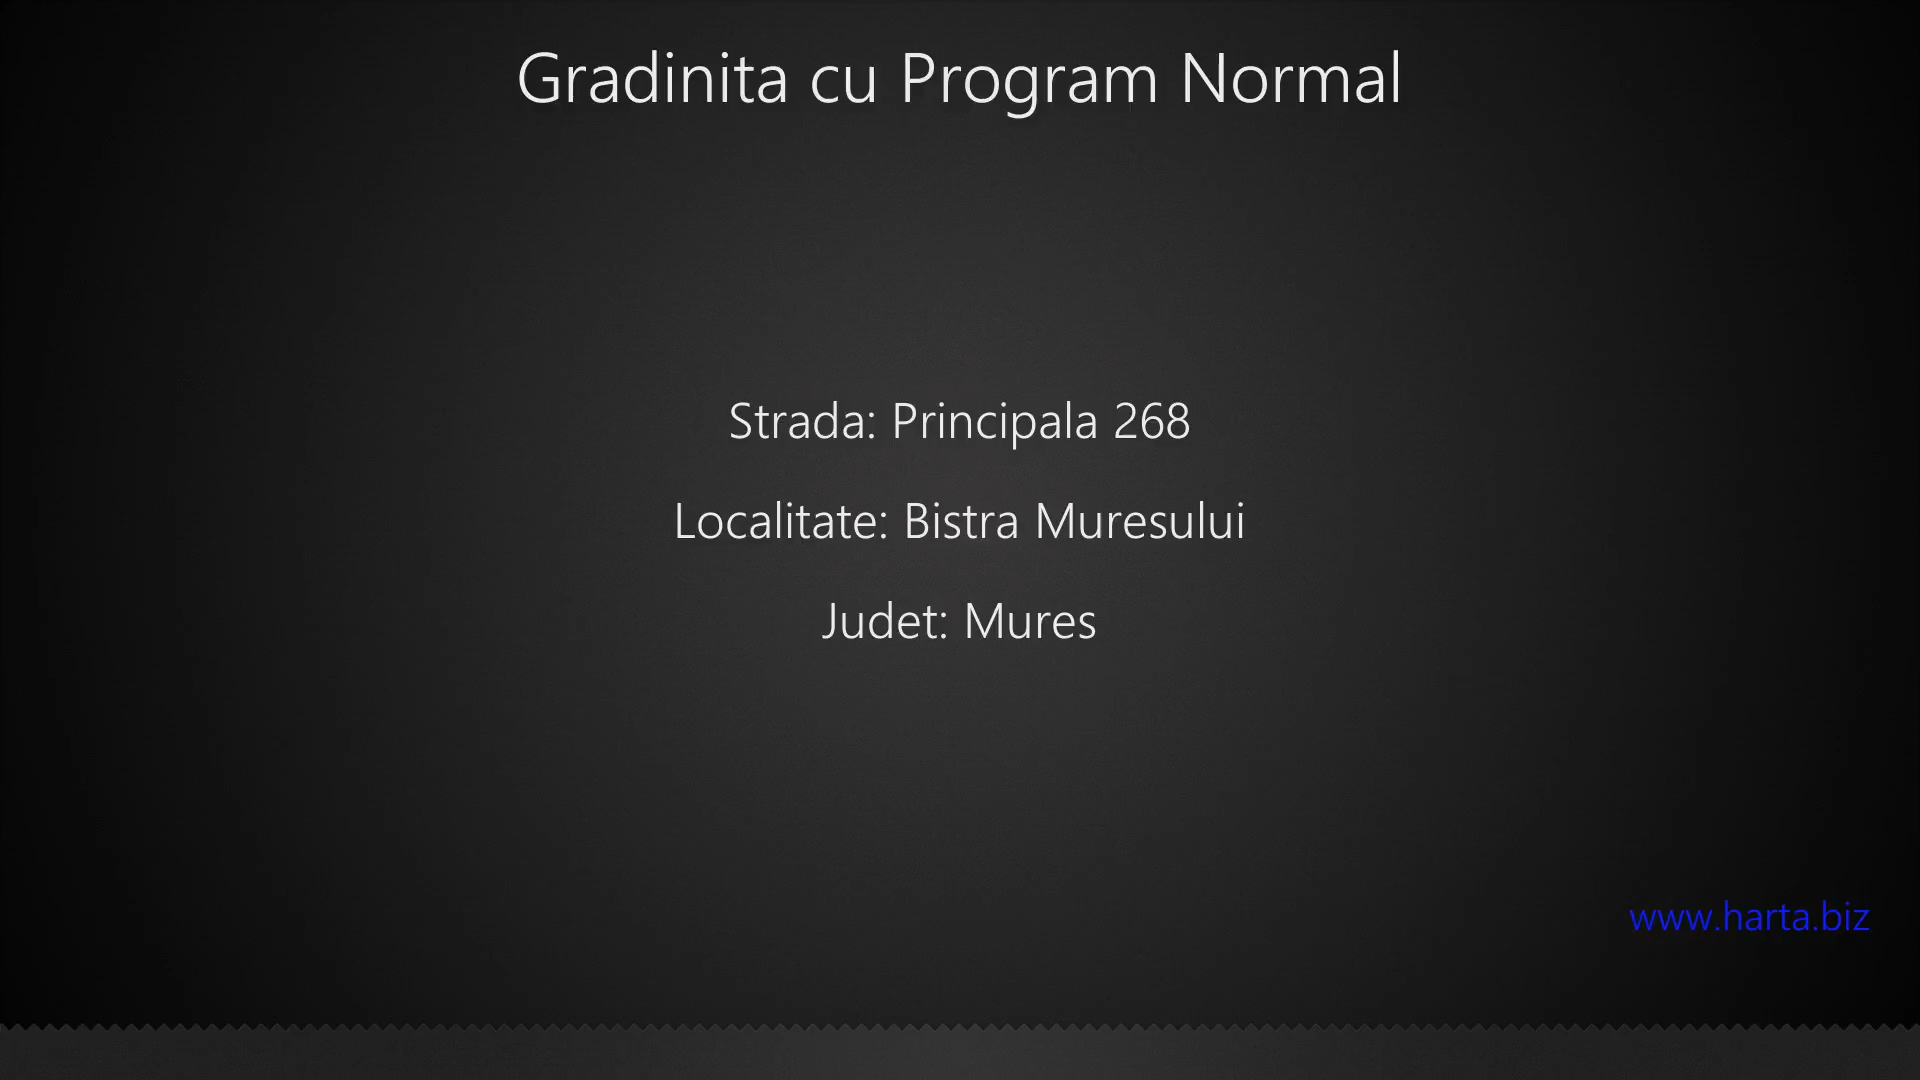 Gradinita cu Program Normal
Strada: Principala 268
Localitate: Bistra Muresului
Judet: Mures
www.harta.biz